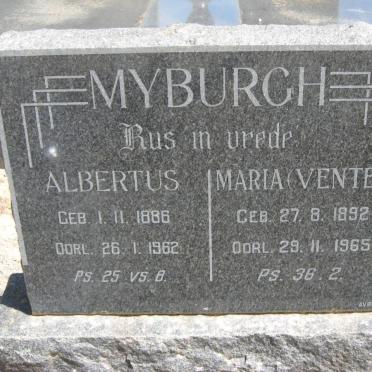 MYBURGH
Rus in vrede
ALBERTUS
GEB. 1. 11. 1886
OORL. 26. 1. 1962
PS. 25 VS. 8.
MARIA (VENTE
GEB. 27. 8. 1892
OORL. 29. 11. 1965
PS. 36. 2.